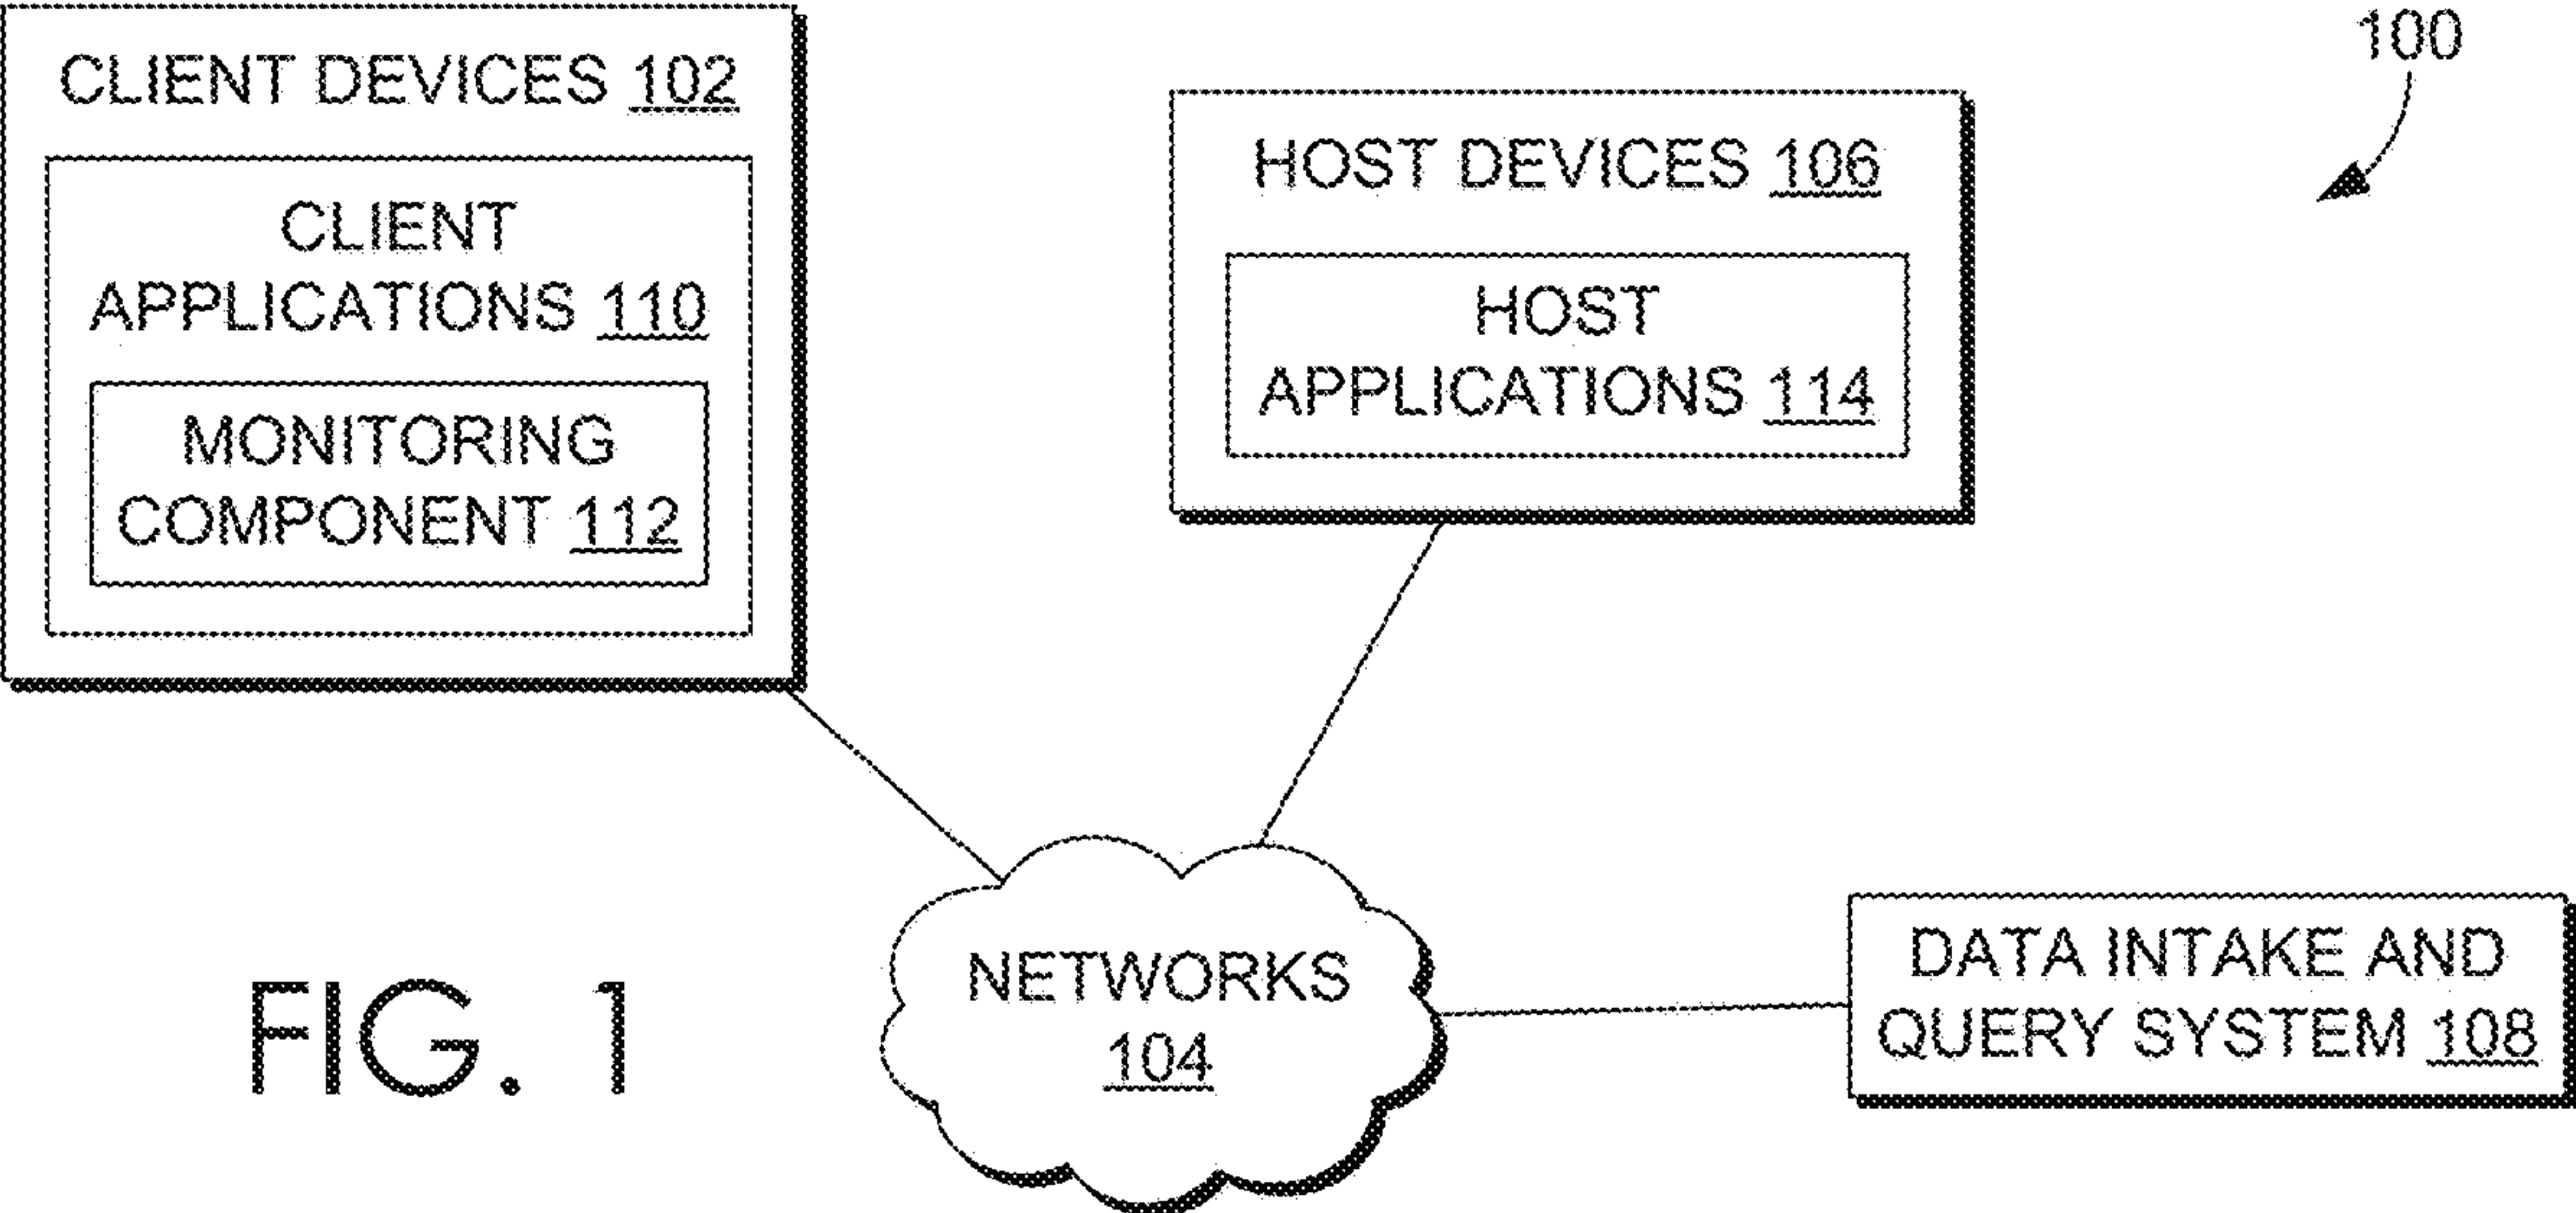 100
CLIENT DEVICES 102
CLIENT
APPLICATIONS 110
MONITORING
COMPONENT 112
HOST DEVICES 106
HOST
APPLICATIONS 114
NETWORKS
104
DATA INTAKE AND
QUERY SYSTEM 108
FIG. 1